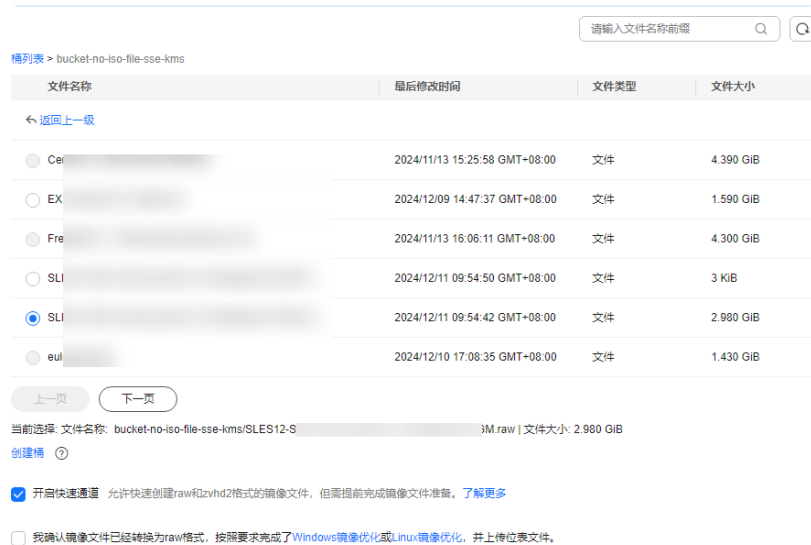 请输入文件名称前缀
桶列表 > bucket-no-iso-file-sse-kms
文件名称 最后修改时间 文件类型 文件大小
返回上一级
2024/11/13 15:25:58 GMT+08:00 文件 4.390 GiB
EX 2024/12/09 14:47:37 GMT+08:00 文件 1.590 GiB
Fre 2024/11/13 16:06:11 GMT+08:00 文件 4.300 GiB
2024/12/11 09:54:50 GMT+08:00 文件 3 KiB
2024/12/11 09:54:42 GMT+08:00 文件 2.980 GiB
2024/12/10 17:08:35 GMT+08:00 文件 1.430 GiB
上一页 下一页
当前选择: 文件名称: bucket-no-iso-file-sse-kms/SLES12-S M.raw | 文件大小: 2.980 GiB
创建桶 ?
开启快速通道 允许快速创建raw和zvhd2格式的镜像文件，但需提前完成镜像文件准备。了解更多
我确认镜像文件已经转换为raw格式，按照要求完成了Windows镜像优化或Linux镜像优化，并上传位表文件。